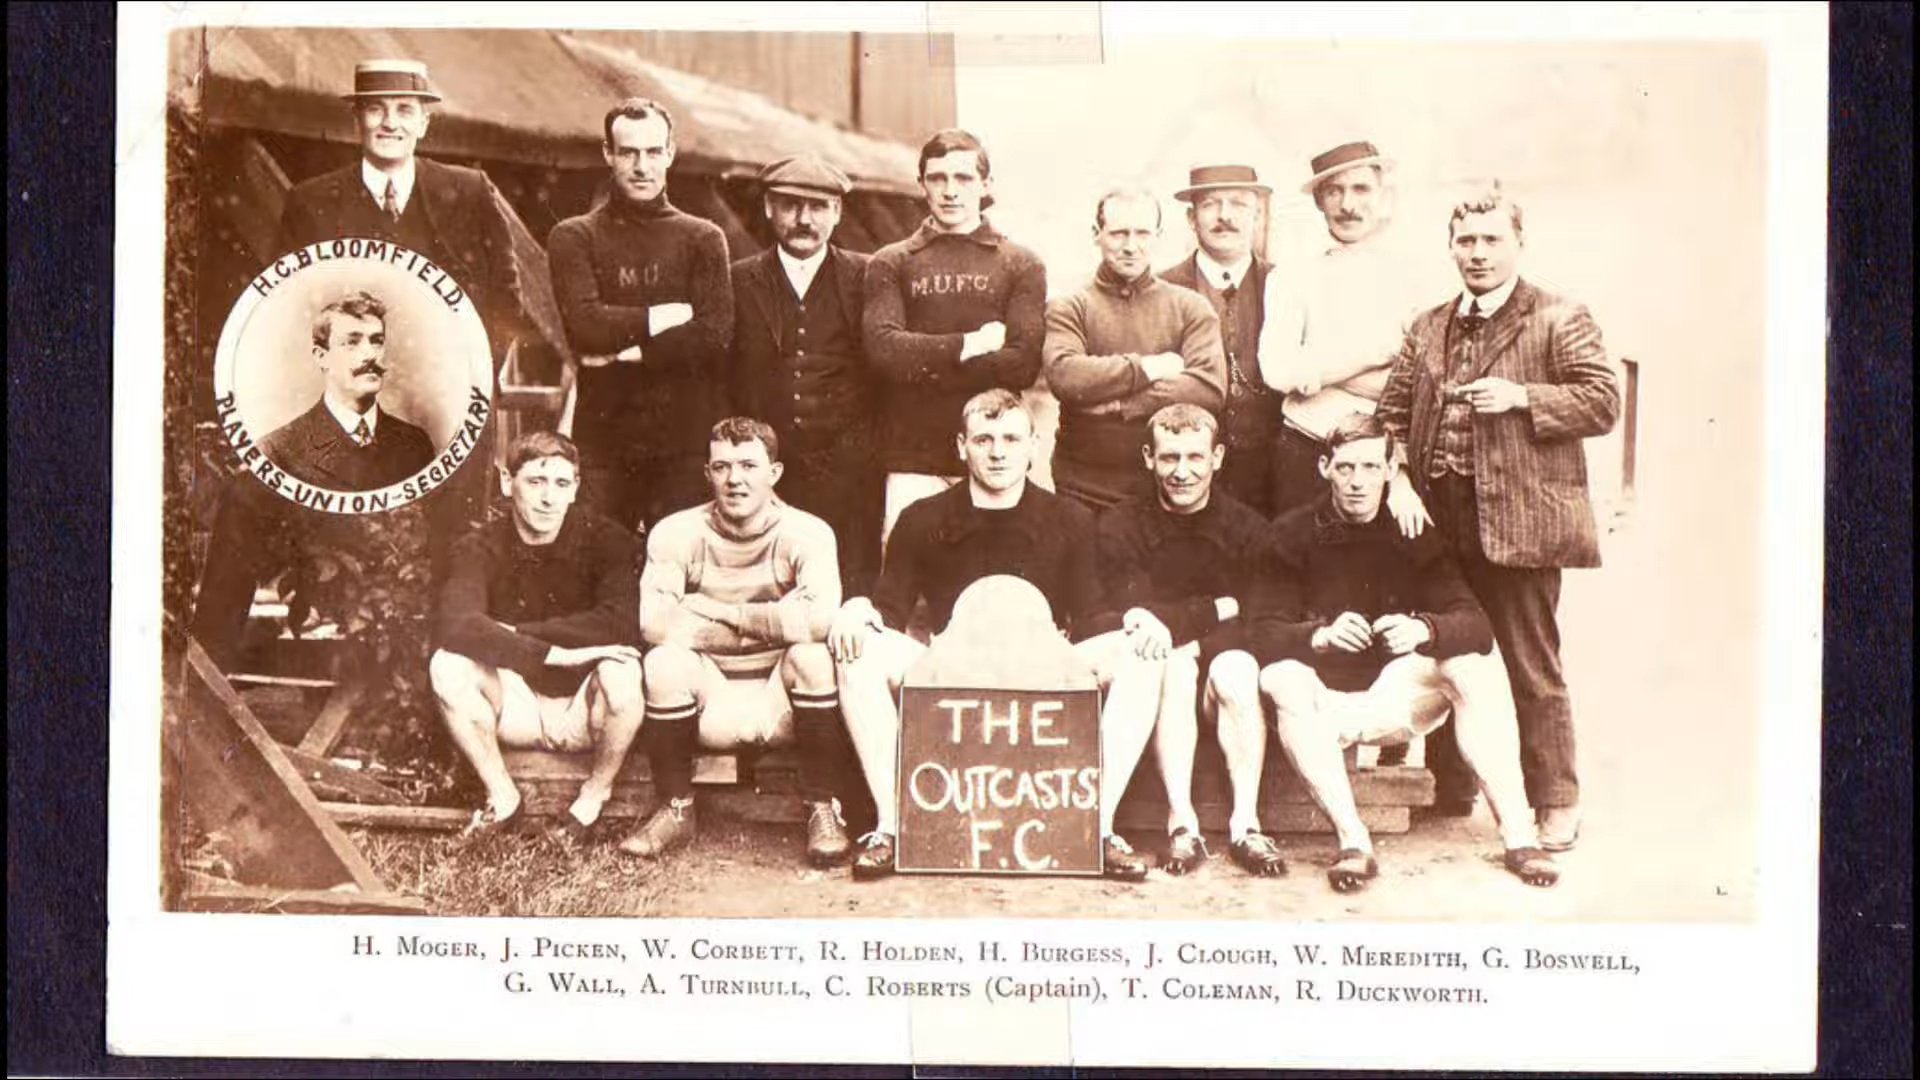 H.C.BLOOMFIELD.
PLAYERS-UNION-SECRETARY
M.U.
M.U.F.C.
THE
OUTCASTS.
F.C.
H. MOGER, J. PICKEN, W. CORBETT, R. HOLDEN, H. BURGESS, J. CLOUGH, W. MEREDITH, G. BOSWELL,
G. WALL, A. TURNBULL, C. ROBERTS (Captain), T. COLEMAN, R. DUCKWORTH.